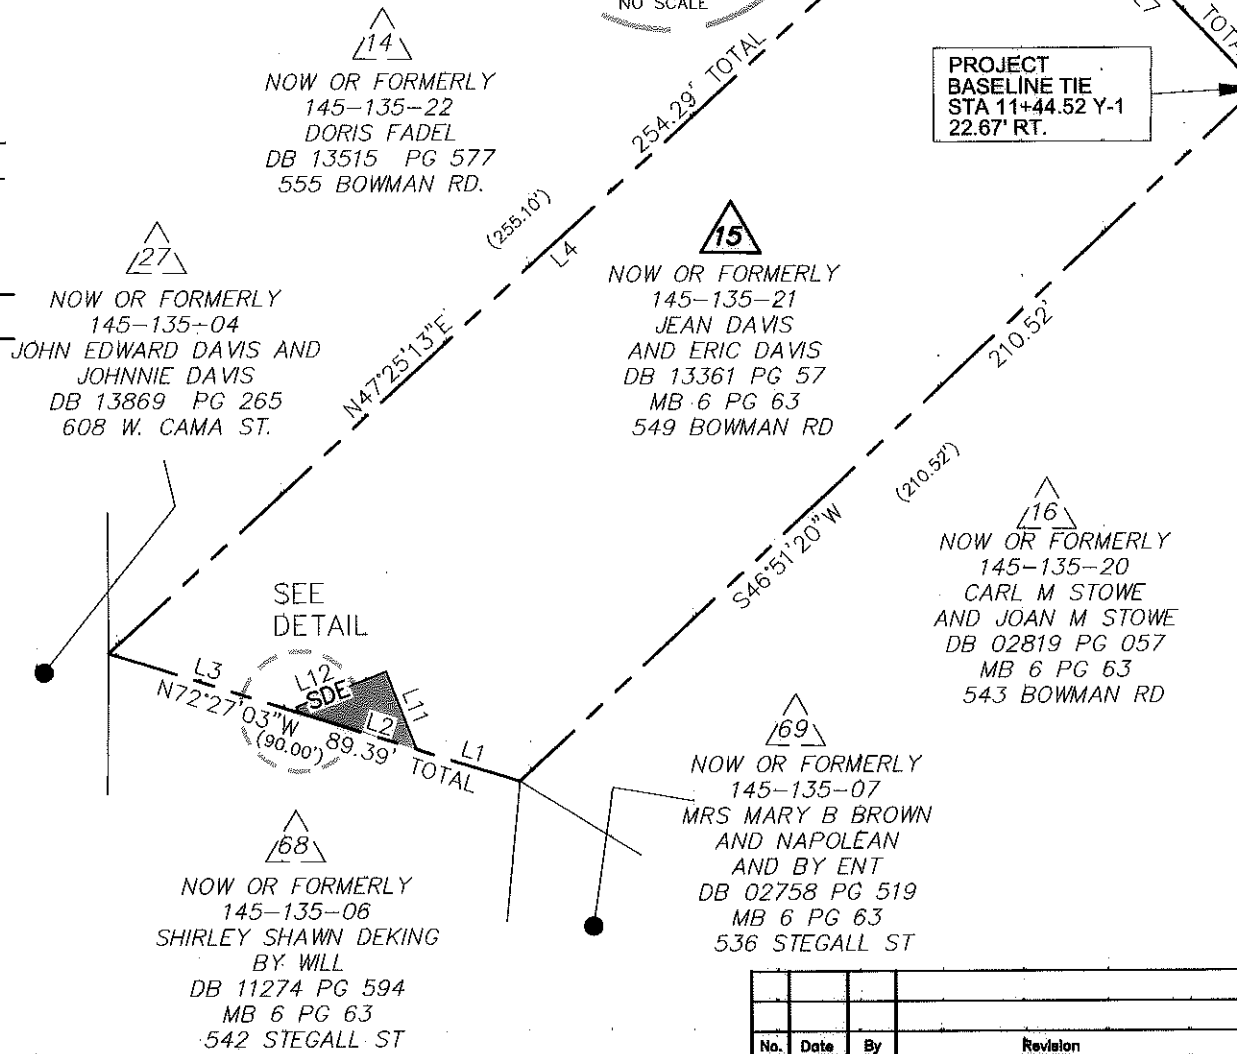 NO SCALE
14
NOW OR FORMERLY
145-135-22
DORIS FADEL
DB 13515 PG 577
555 BOWMAN RD.
254.29' TOTAL
L7
PROJECT
BASELINE TIE
STA 11+44.52 Y-1
22.67' RT.
27
NOW OR FORMERLY
145-135-04
JOHN EDWARD DAVIS AND
JOHNNIE DAVIS
DB 13869 PG 265
608 W. CAMA ST.
(255.10')
L4
N47°25'13"E
15
NOW OR FORMERLY
145-135-21
JEAN DAVIS
AND ERIC DAVIS
DB 13361 PG 57
MB 6 PG 63
549 BOWMAN RD
210.52'
(210.52')
S46°51'20"W
16
NOW OR FORMERLY
145-135-20
CARL M STOWE
AND JOAN M STOWE
DB 02819 PG 057
MB 6 PG 63
543 BOWMAN RD
SEE
DETAIL
L3
L12
SDE
L11
L2
L1
N72°27'03"W
89.39' TOTAL
(90.00')
69
NOW OR FORMERLY
145-135-07
MRS MARY B BROWN
AND NAPOLEAN
AND BY ENT
DB 02758 PG 519
MB 6 PG 63
536 STEGALL ST
68
NOW OR FORMERLY
145-135-06
SHIRLEY SHAWN DEKING
BY WILL
DB 11274 PG 594
MB 6 PG 63
542 STEGALL ST
No. Date By Revision